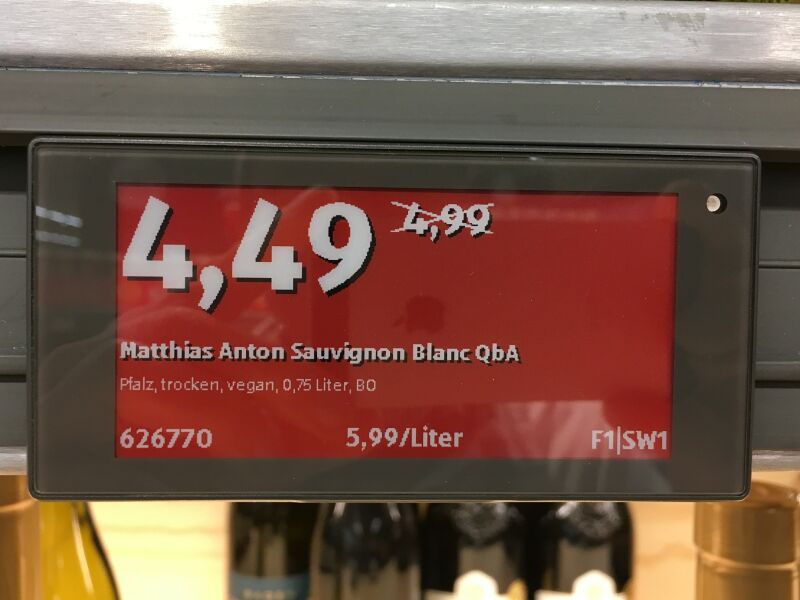 4,49 4,99
Matthias Anton Sauvignon Blanc QbA
Pfalz, trocken, vegan, 0,75 Liter, BO
626770 5,99/Liter F1|SW1